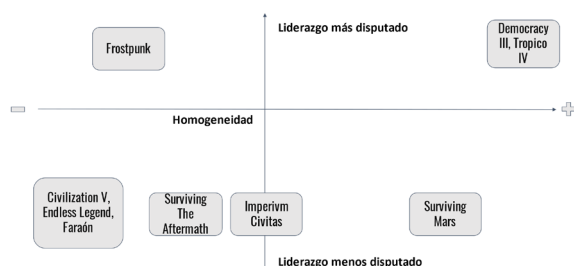 Liderazgo más disputado
Frostpunk
Democracy
III, Tropico
IV
Homogeneidad
Civilization V,
Endless Legend,
Faraón
Surviving
The
Aftermath
Imperivm
Civitas
Surviving
Mars
Liderazgo menos disputado